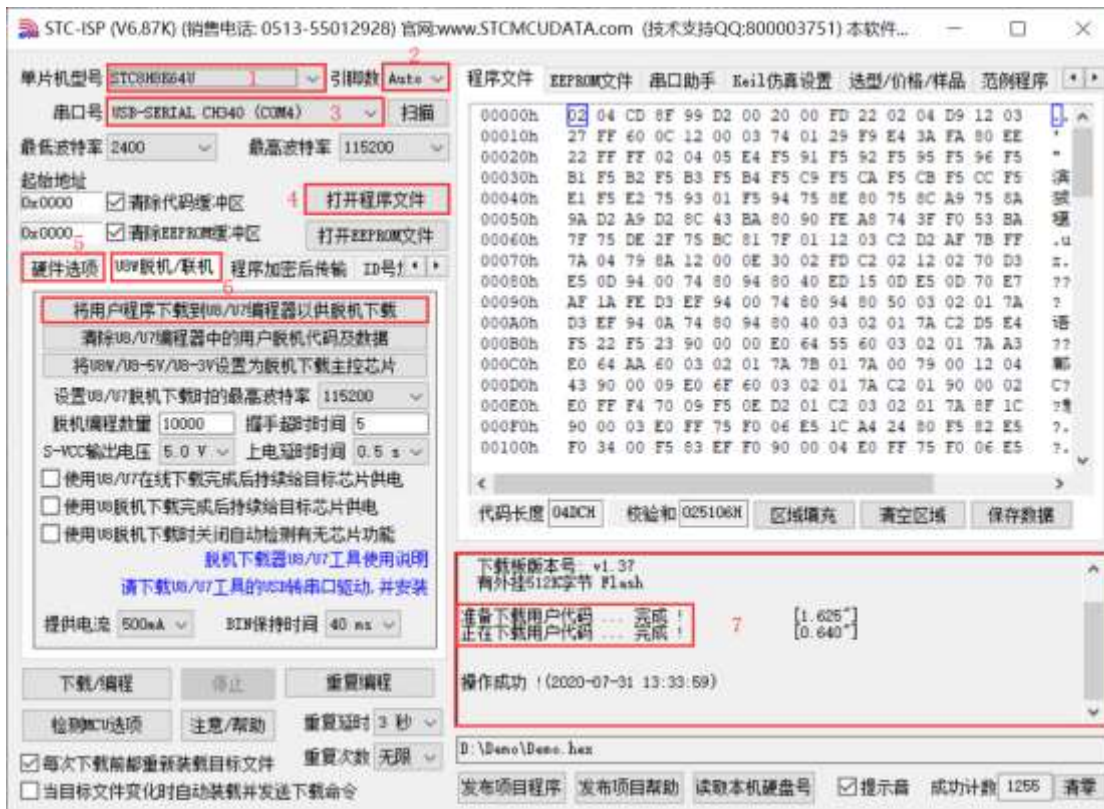 STC-ISP (V6.87K) (销售电话: 0513-55012928) 官网:www.STCMCUDATA.com (技术支持QQ:800003751) 本软件...
2
单片机型号 STC8H8K64U 1 引脚数 Auto
串口号 USB-SERIAL CH340 (COM4) 3 扫描
最低波特率 2400 最高波特率 115200
起始地址
0x0000 清除代码缓冲区 4 打开程序文件
0x0000 清除EEPROM缓冲区 打开EEPROM文件
5
硬件选项 U8W脱机/联机 程序加密后传输
6
将用户程序下载到U8/U7编程器以供脱机下载
清除U8/U7编程器中的用户脱机代码及数据
将U8W/U8-5V/U8-3V设置为脱机下载主控芯片
设置U8/U7脱机下载时的最高波特率 115200
脱机编程数量 10000 握手超时时间 5
S-VCC输出电压 5.0 V 上电延时时间 0.5 s
使用U8/U7在线下载完成后持续给目标芯片供电
使用U8脱机下载完成后持续给目标芯片供电
使用U8脱机下载时关闭自动检测有无芯片功能
脱机下载器U8/U7工具使用说明
请下载U8/U7工具的USB转串口驱动,并安装
提供电流 500mA BIN保持时间 40 ms
下载/编程 停止 重复编程
检测MCU选项 注意/帮助 重复延时 3 秒
每次下载前都重新装载目标文件 重复次数 无限
当目标文件变化时自动装载并发送下载命令
程序文件 EEPROM文件 串口助手 Keil仿真设置 选型/价格/样品 范例程序
00000h 02 04 CD 8F 99 D2 00 20 00 FD 22 02 04 D9 12 03
00010h 27 FF 60 0C 12 00 03 74 01 29 F9 E4 3A FA 80 EE
00020h 22 FF FF 02 04 05 E4 F5 91 F5 92 F5 95 F5 96 F5
00030h B1 F5 B2 F5 B3 F5 B4 F5 C9 F5 CA F5 CB F5 CC F5
00040h E1 F5 E2 75 93 01 F5 94 75 8E 80 75 8C A9 75 8A
00050h 9A D2 A9 D2 8C 43 BA 80 90 FE A8 74 3F F0 53 BA
00060h 7F 75 DE 2F 75 BC 81 7F 01 12 03 C2 D2 AF 7B FF
00070h 7A 04 79 8A 12 00 0E 30 02 FD C2 02 12 02 70 D3
00080h E5 0D 94 00 74 80 94 80 40 ED 15 0D E5 0D 70 E7
00090h AF 1A FE D3 EF 94 00 74 80 94 80 50 03 02 01 7A
000A0h D3 EF 94 0A 74 80 94 80 40 03 02 01 7A C2 D5 E4
000B0h F5 22 F5 23 90 00 00 E0 64 55 60 03 02 01 7A A3
000C0h E0 64 AA 60 03 02 01 7A 7B 01 7A 00 79 00 12 04
000D0h 43 90 00 09 E0 6F 60 03 02 01 7A C2 01 90 00 02
000E0h E0 FF F4 70 09 F5 0E D2 01 C2 03 02 01 7A 8F 1C
000F0h 90 00 03 E0 FF 75 F0 06 E5 1C A4 24 80 F5 82 E5
00100h F0 34 00 F5 83 EF F0 90 00 04 E0 FF 75 F0 06 E5
代码长度 04DCH 校验和 025106H 区域填充 清空区域 保存数据
下载板版本号: v1.37
有外挂512K字节 Flash
准备下载用户代码 ... 完成 ! [1.625"]
正在下载用户代码 ... 完成 ! 7 [0.640"]
操作成功 !(2020-07-31 13:33:59)
D:\Demo\Demo.hex
发布项目程序 发布项目帮助 读取本机硬盘号 提示音 成功计数 1255 清零